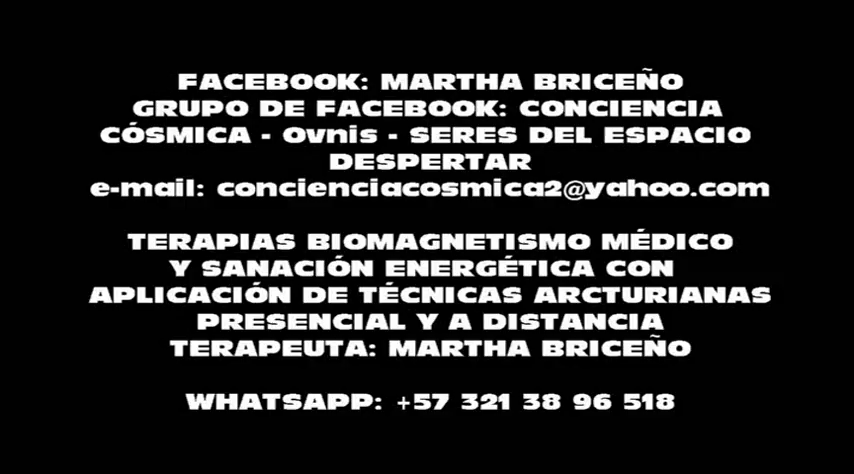 FACEBOOK: MARTHA BRICEÑO
GRUPO DE FACEBOOK: CONCIENCIA
CÓSMICA - Ovnis - SERES DEL ESPACIO
DESPERTAR
e-mail: concienciacosmica2@yahoo.com
TERAPIAS BIOMAGNETISMO MÉDICO
Y SANACIÓN ENERGÉTICA CON
APLICACIÓN DE TÉCNICAS ARCTURIANAS
PRESENCIAL Y A DISTANCIA
TERAPEUTA: MARTHA BRICEÑO
WHATSAPP: +57 321 38 96 518